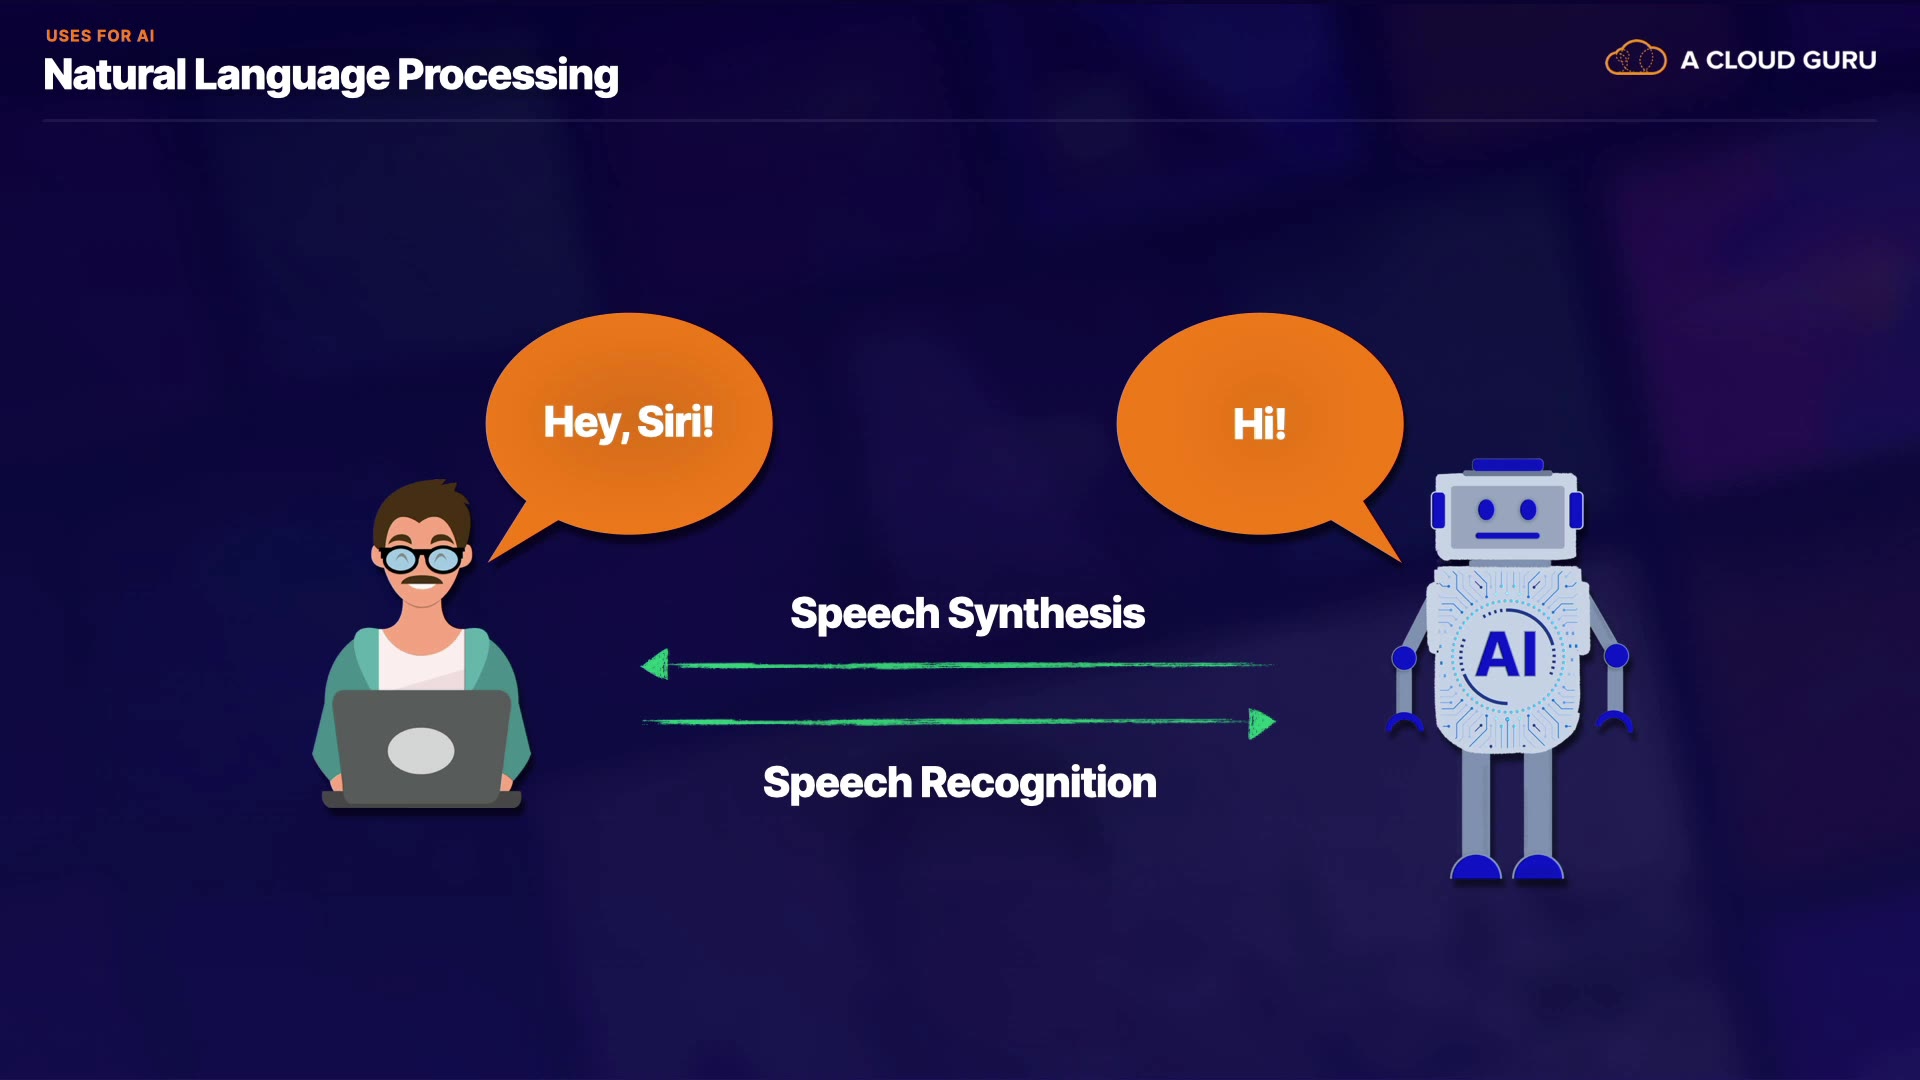 USES FOR AI
Natural Language Processing
A CLOUD GURU
Hey, Siri!
Hi!
Speech Synthesis
AI
Speech Recognition